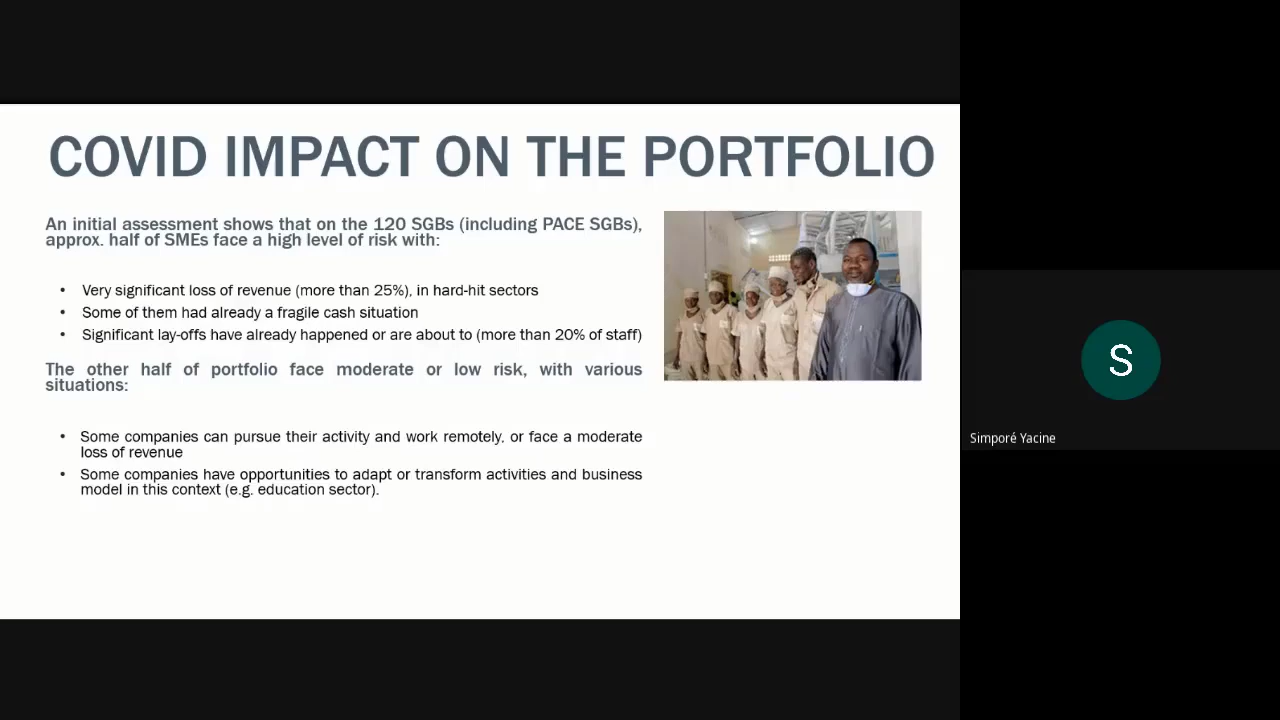 COVID IMPACT ON THE PORTFOLIO
An initial assessment shows that on the 120 SGBs (including PACE SGBs),
approx. half of SMEs face a high level of risk with:
• Very significant loss of revenue (more than 25%), in hard-hit sectors
• Some of them had already a fragile cash situation
• Significant lay-offs have already happened or are about to (more than 20% of staff)
The other half of portfolio face moderate or low risk, with various
situations:
• Some companies can pursue their activity and work remotely, or face a moderate
loss of revenue
• Some companies have opportunities to adapt or transform activities and business
model in this context (e.g. education sector).
S
Simporé Yacine